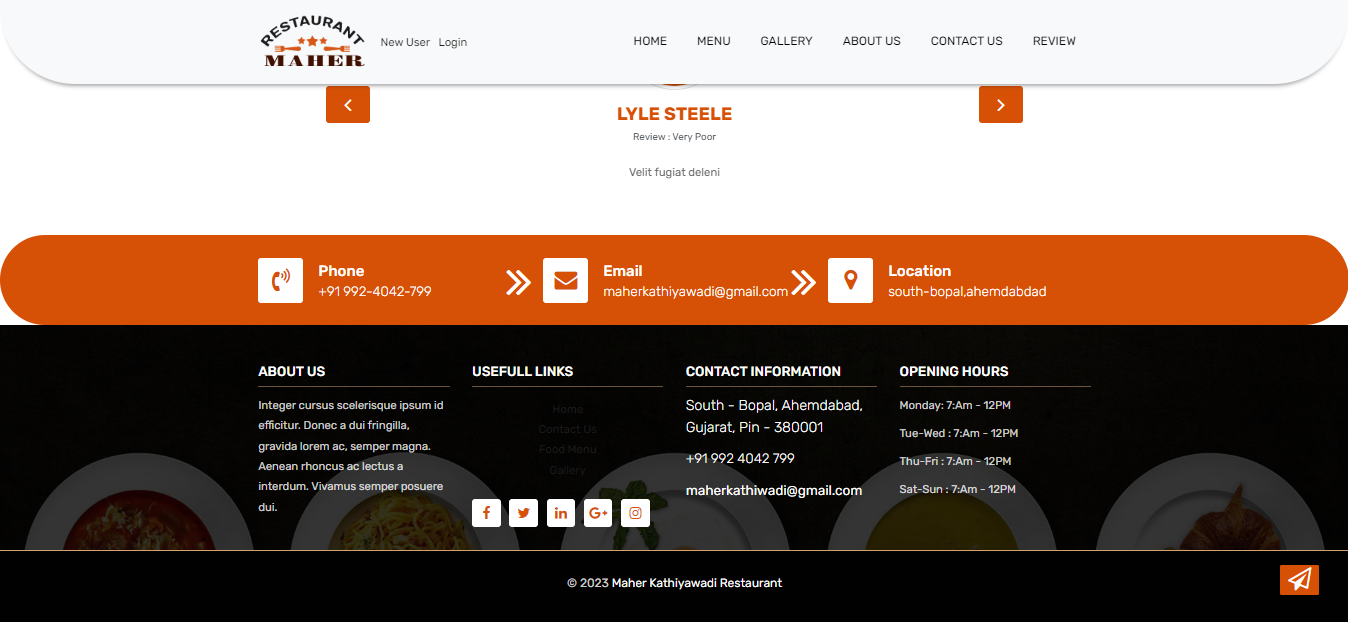 RESTAURANT
MAHER
New User Login
HOME MENU GALLERY ABOUT US CONTACT US REVIEW
LYLE STEELE
Review : Very Poor
Velit fugiat deleni
Phone
+91 992-4042-799
Email
maherkathiyawadi@gmail.com
Location
south-bopal,ahemdabdad
ABOUT US
Integer cursus scelerisque ipsum id
efficitur. Donec a dui fringilla,
gravida lorem ac, semper magna.
Aenean rhoncus ac lectus a
interdum. Vivamus semper posuere
dui.
USEFULL LINKS
Home
Contact Us
Food Menu
Gallery
f in G+
CONTACT INFORMATION
South - Bopal, Ahemdabad,
Gujarat, Pin - 380001
+91 992 4042 799
maherkathiwadi@gmail.com
OPENING HOURS
Monday: 7:Am - 12PM
Tue-Wed : 7:Am - 12PM
Thu-Fri : 7:Am - 12PM
Sat-Sun : 7:Am - 12PM
© 2023 Maher Kathiyawadi Restaurant